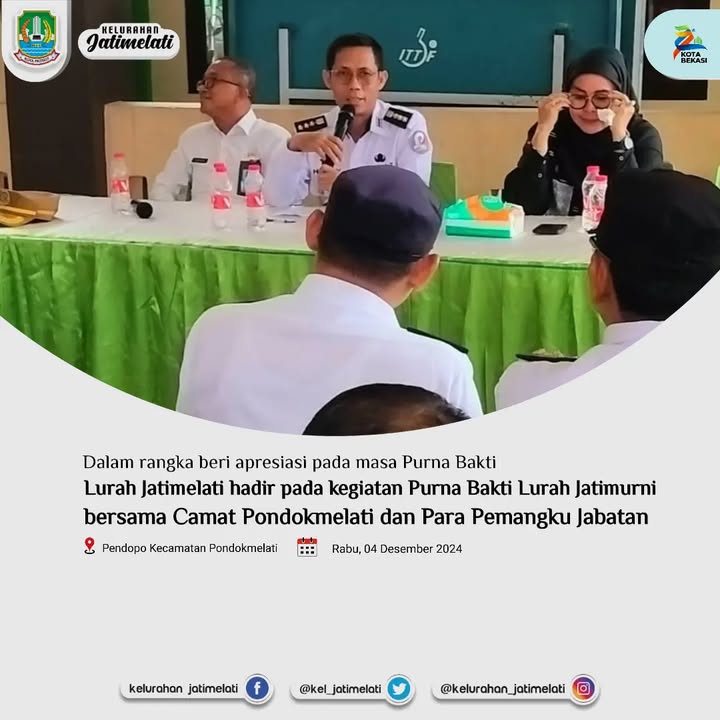 KELURAHAN
Jatimelati
KOTA
BEKASI
ITTF
Dalam rangka beri apresiasi pada masa Purna Bakti
Lurah Jatimelati hadir pada kegiatan Purna Bakti Lurah Jatimurni
bersama Camat Pondokmelati dan Para Pemangku Jabatan
Pendopo Kecamatan Pondokmelati
Rabu, 04 Desember 2024
kelurahan_jatimelati
@kel_jatimelati
@kelurahan_jatimelati